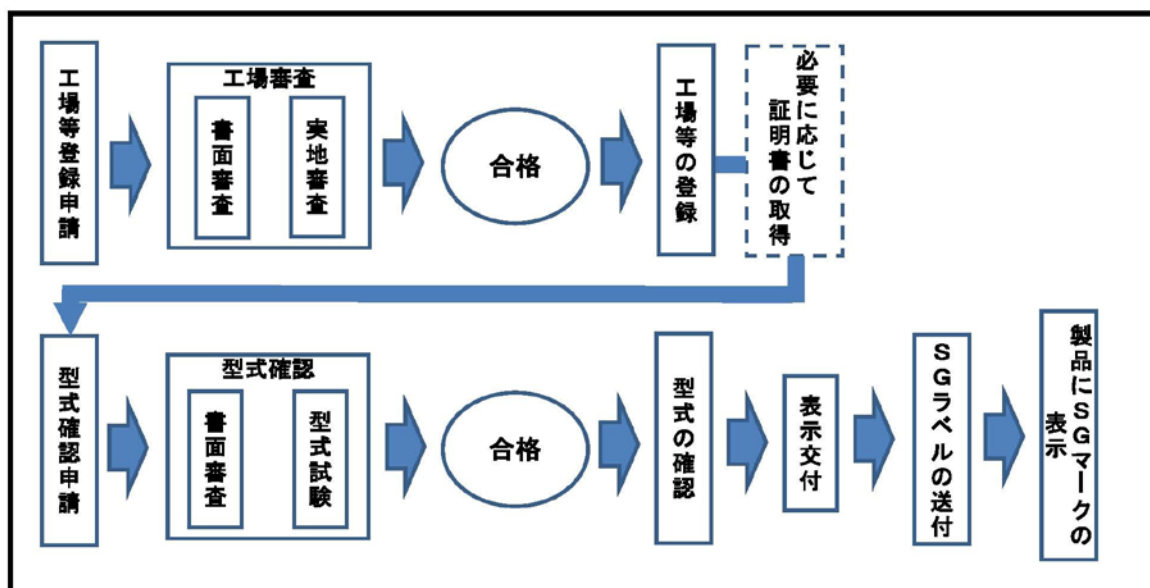 工場等登録申請
工場審査
書面審査
実地審査
合格
工場等の登録
必要に応じて
証明書の取得
型式確認申請
型式確認
書面審査
型式試験
合格
型式の確認
表示交付
SGラベルの送付
製品にSGマークの
表示